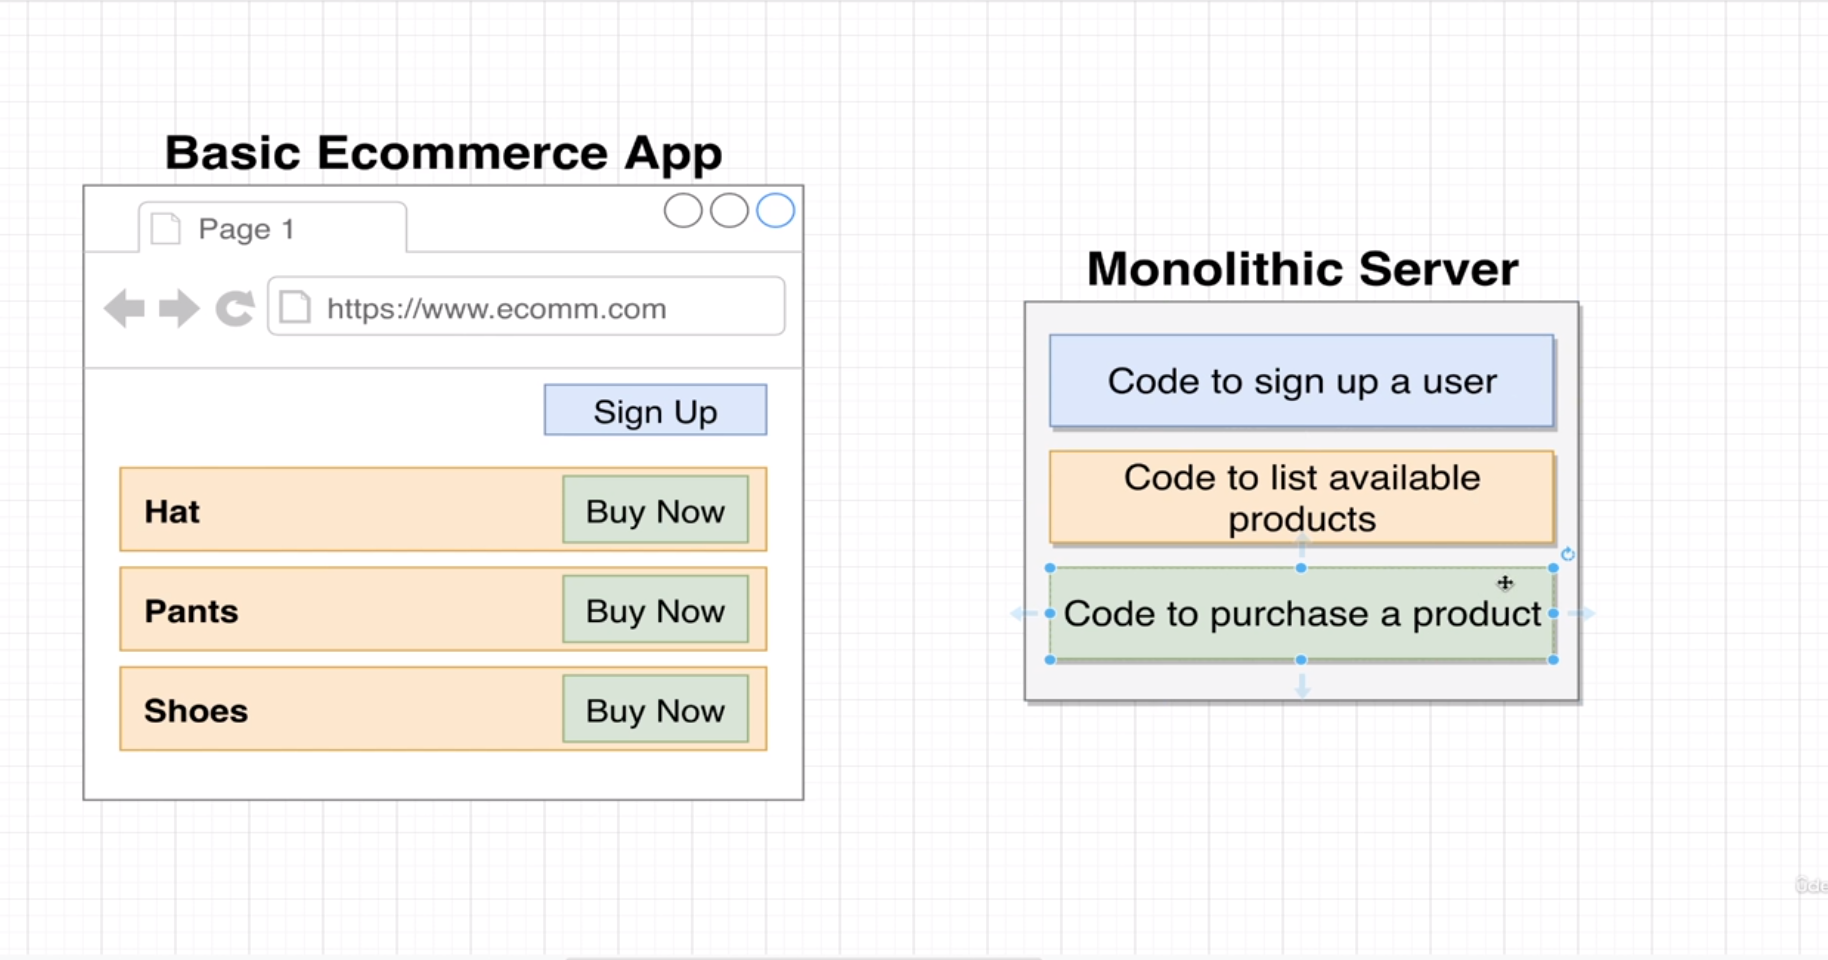 Basic Ecommerce App
Page 1
https://www.ecomm.com
Sign Up
Hat
Buy Now
Pants
Buy Now
Shoes
Buy Now
Monolithic Server
Code to sign up a user
Code to list available
products
Code to purchase a product